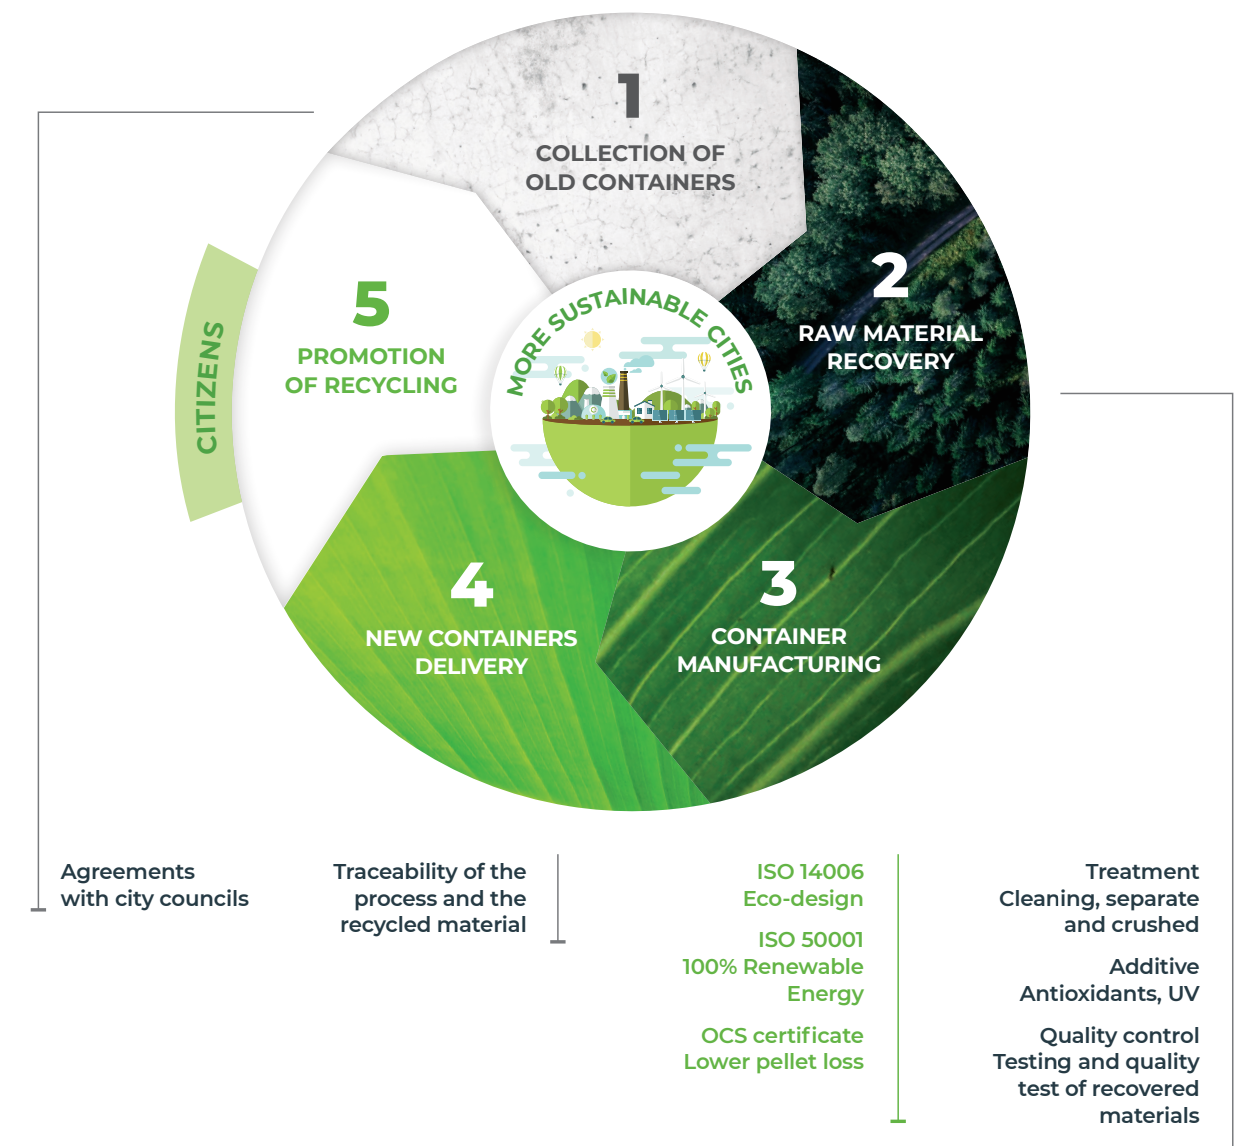 1
COLLECTION OF
OLD CONTAINERS
2
RAW MATERIAL
RECOVERY
3
CONTAINER
MANUFACTURING
4
NEW CONTAINERS
DELIVERY
5
PROMOTION
OF RECYCLING
CITIZENS
MORE SUSTAINABLE CITIES
Agreements
with city councils
Traceability of the
process and the
recycled material
ISO 14006
Eco-design
ISO 50001
100% Renewable
Energy
OCS certificate
Lower pellet loss
Treatment
Cleaning, separate
and crushed
Additive
Antioxidants, UV
Quality control
Testing and quality
test of recovered
materials